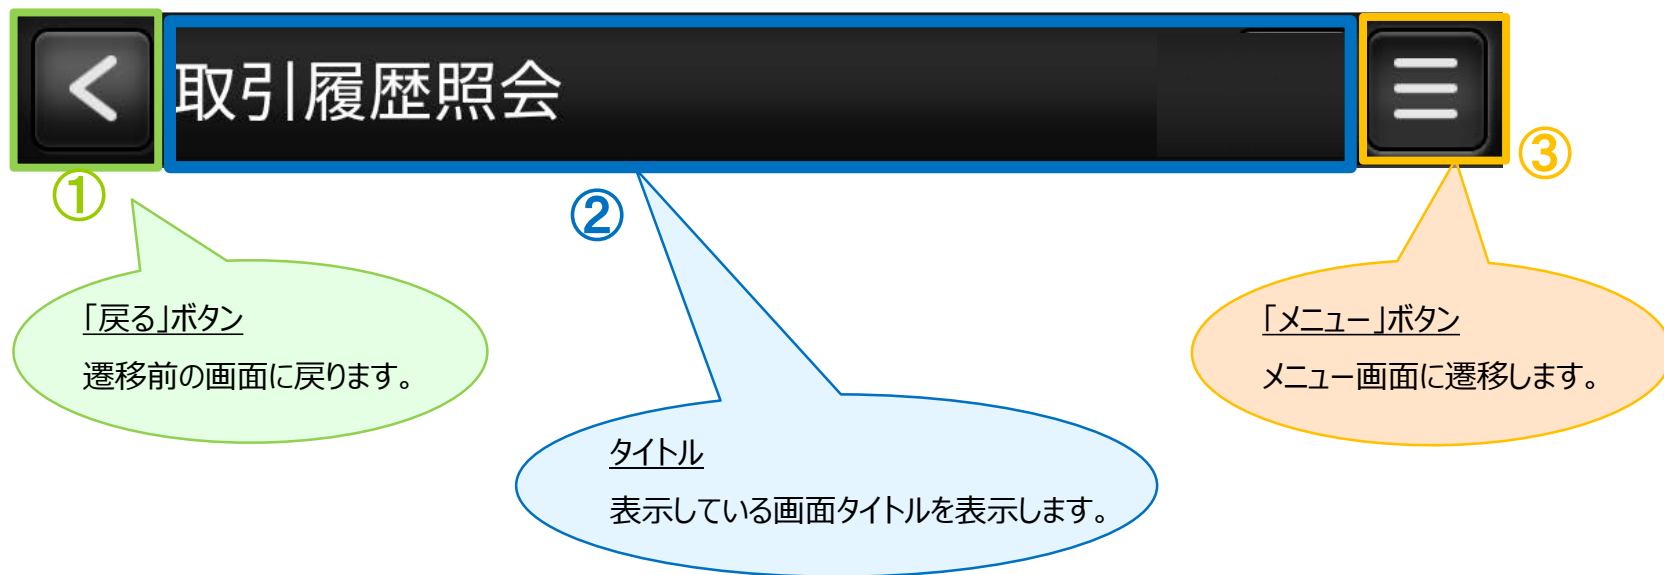 取引履歴照会
①
②
③
「戻る」ボタン
遷移前の画面に戻ります。
タイトル
表示している画面タイトルを表示します。
「メニュー」ボタン
メニュー画面に遷移します。